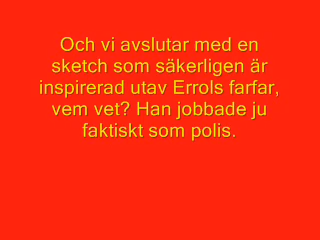 Och vi avslutar med en
sketch som säkerligen är
inspirerad utav Errols farfar,
vem vet? Han jobbade ju
faktiskt som polis.